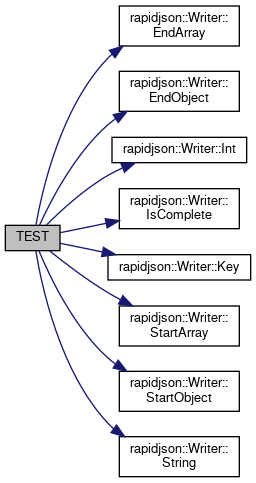 rapidjson::Writer::
EndArray
rapidjson::Writer::
EndObject
rapidjson::Writer::Int
rapidjson::Writer::
IsComplete
TEST
rapidjson::Writer::Key
rapidjson::Writer::
StartArray
rapidjson::Writer::
StartObject
rapidjson::Writer::
String